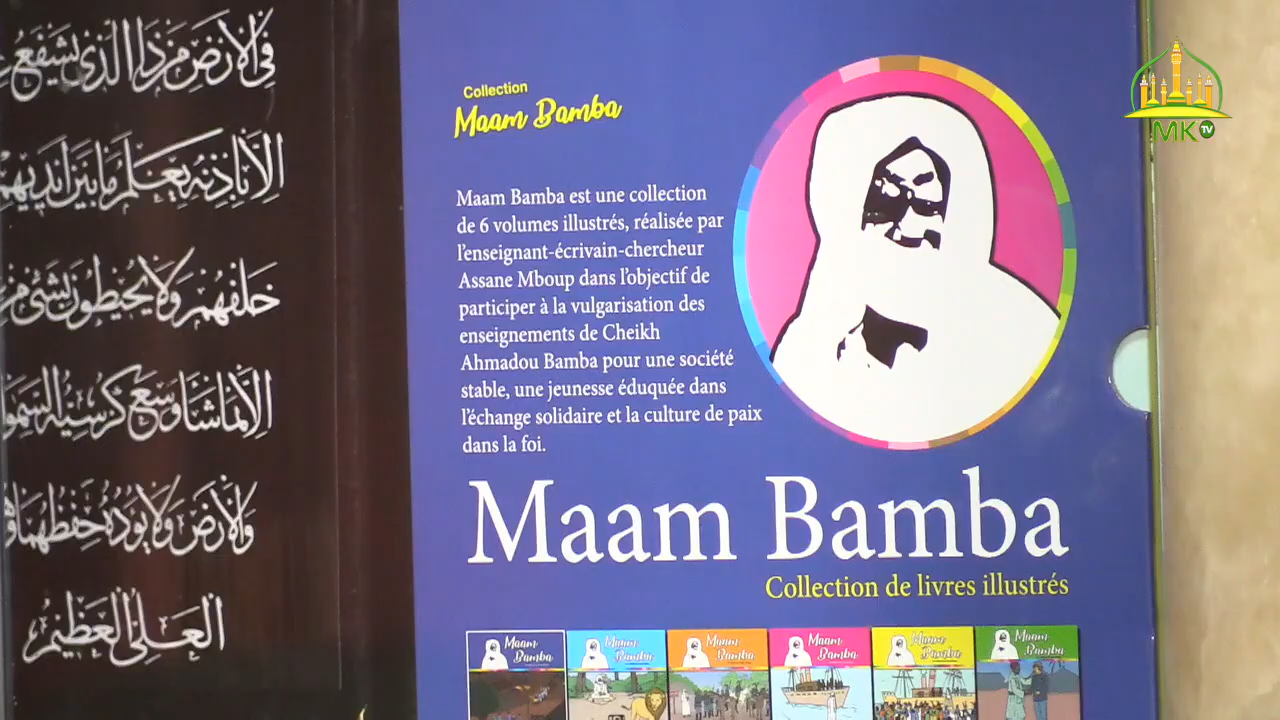 في الأرض من ذا الذي يشفع
إلا بإذنه يعلم ما بين أيديهم
خلفهم ولا يحيطون بشيء من
إلا بما شاء وسع كرسيه السموا
والأرض ولا يؤده حفظهما و
العلي العظيم
Collection
Maam Bamba
Maam Bamba est une collection
de 6 volumes illustrés, réalisée par
l'enseignant-écrivain-chercheur
Assane Mboup dans l'objectif de
participer à la vulgarisation des
enseignements de Cheikh
Ahmadou Bamba pour une société
stable, une jeunesse éduquée dans
l'échange solidaire et la culture de paix
dans la foi.
Maam Bamba
Collection de livres illustrés
Maam
Bamba
Maam
Bamba
Maam
Bamba
Maam
Bamba
Maam
Bamba
Maam
Bamba
MK TV